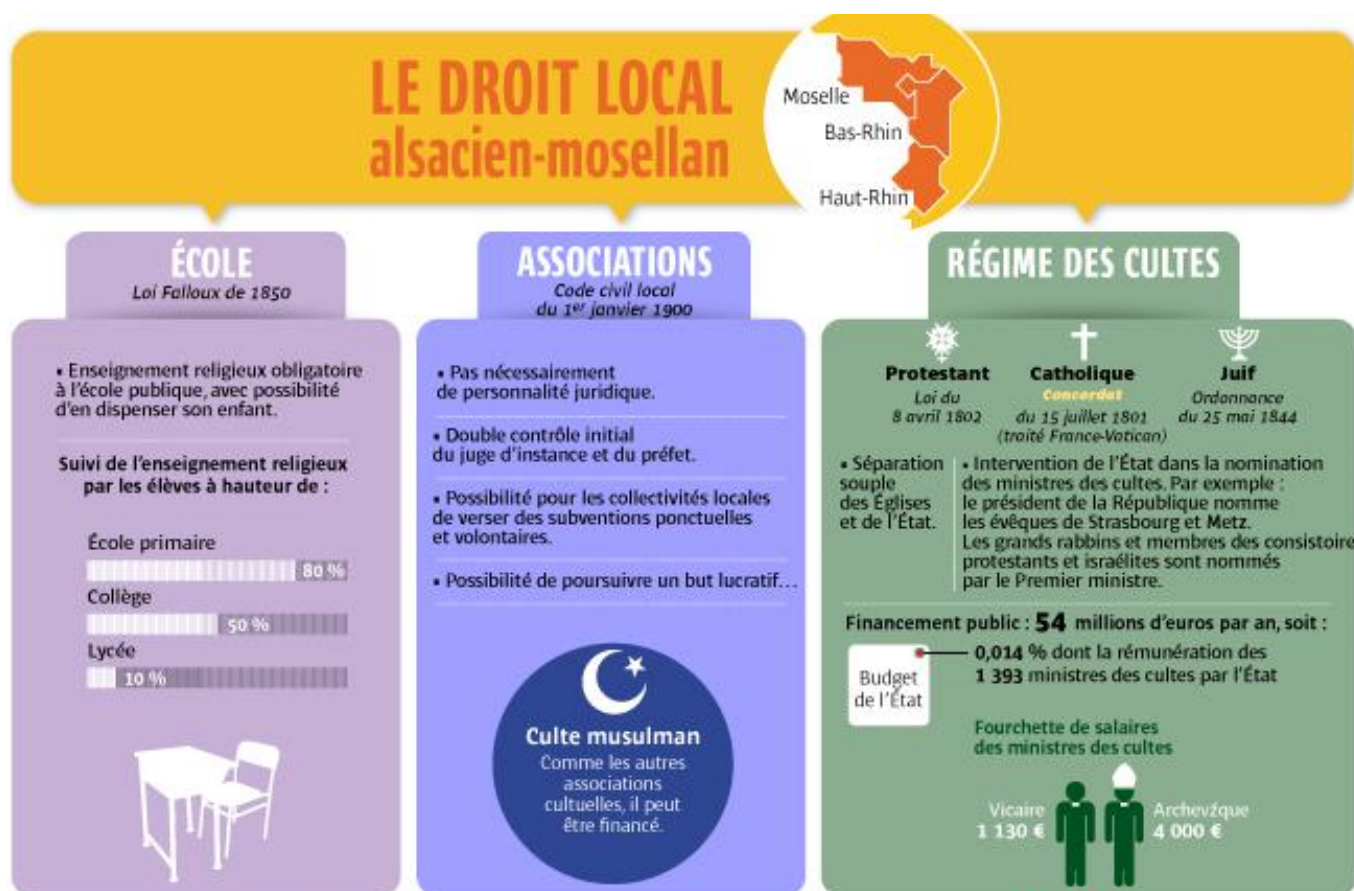 LE DROIT LOCAL
alsacien-mosellan
Moselle
Bas-Rhin
Haut-Rhin
ÉCOLE
Loi Falloux de 1850
• Enseignement religieux obligatoire
à l'école publique, avec possibilité
d'en dispenser son enfant.
Suivi de l'enseignement religieux
par les élèves à hauteur de :
École primaire
80 %
Collège
50 %
Lycée
10 %
ASSOCIATIONS
Code civil local
du 1er janvier 1900
• Pas nécessairement
de personnalité juridique.
• Double contrôle initial
du juge d'instance et du préfet.
• Possibilité pour les collectivités locales
de verser des subventions ponctuelles
et volontaires.
• Possibilité de poursuivre un but lucratif...
Culte musulman
Comme les autres
associations
cultuelles, il peut
être financé.
RÉGIME DES CULTES
Protestant
Loi du
8 avril 1802
Catholique
Concordat
du 15 juillet 1801
(traité France-Vatican)
Juif
Ordonnance
du 25 mai 1844
• Séparation
souple
des Églises
et de l'État.
• Intervention de l'État dans la nomination
des ministres des cultes. Par exemple :
le président de la République nomme
les évêques de Strasbourg et Metz.
Les grands rabbins et membres des consistoire
protestants et israélites sont nommés
par le Premier ministre.
Financement public : 54 millions d'euros par an, soit :
Budget
de l'État
0,014 % dont la rémunération des
1 393 ministres des cultes par l'État
Fourchette de salaires
des ministres des cultes
Vicaire
1 130 €
Archevžque
4 000 €